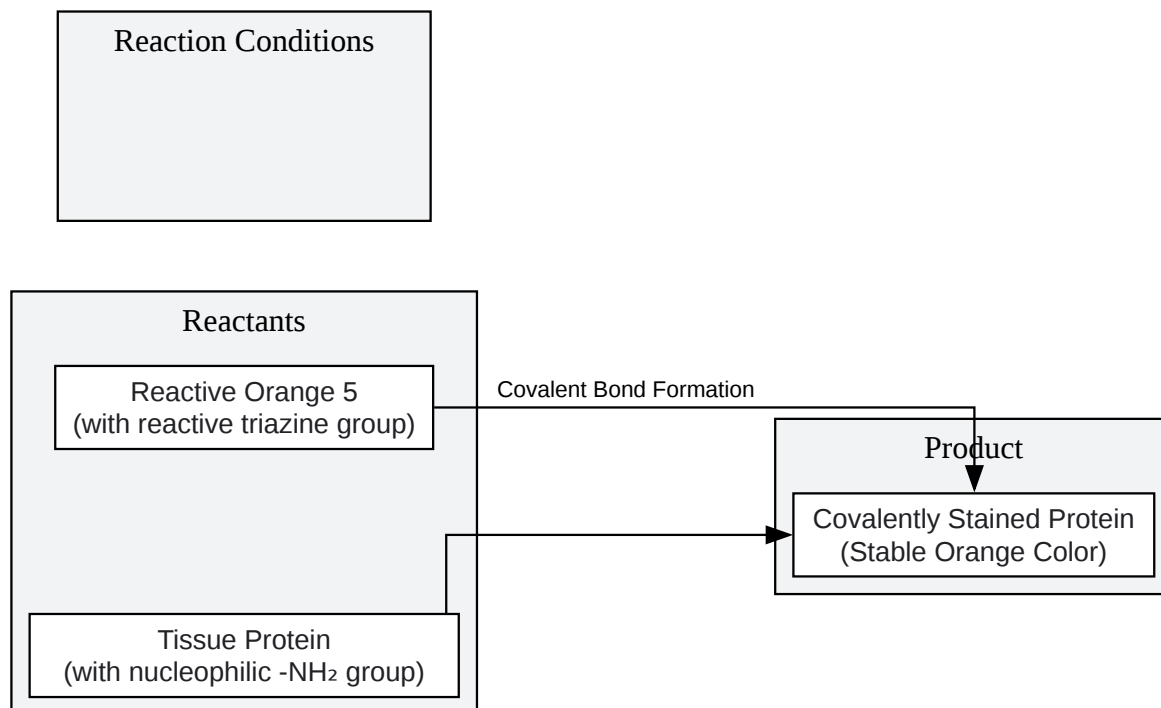 Reaction Conditions
Reactants
Reactive Orange 5
(with reactive triazine group)
Covalent Bond Formation
Product
Covalently Stained Protein
(Stable Orange Color)
Tissue Protein
(with nucleophilic -NH₂ group)